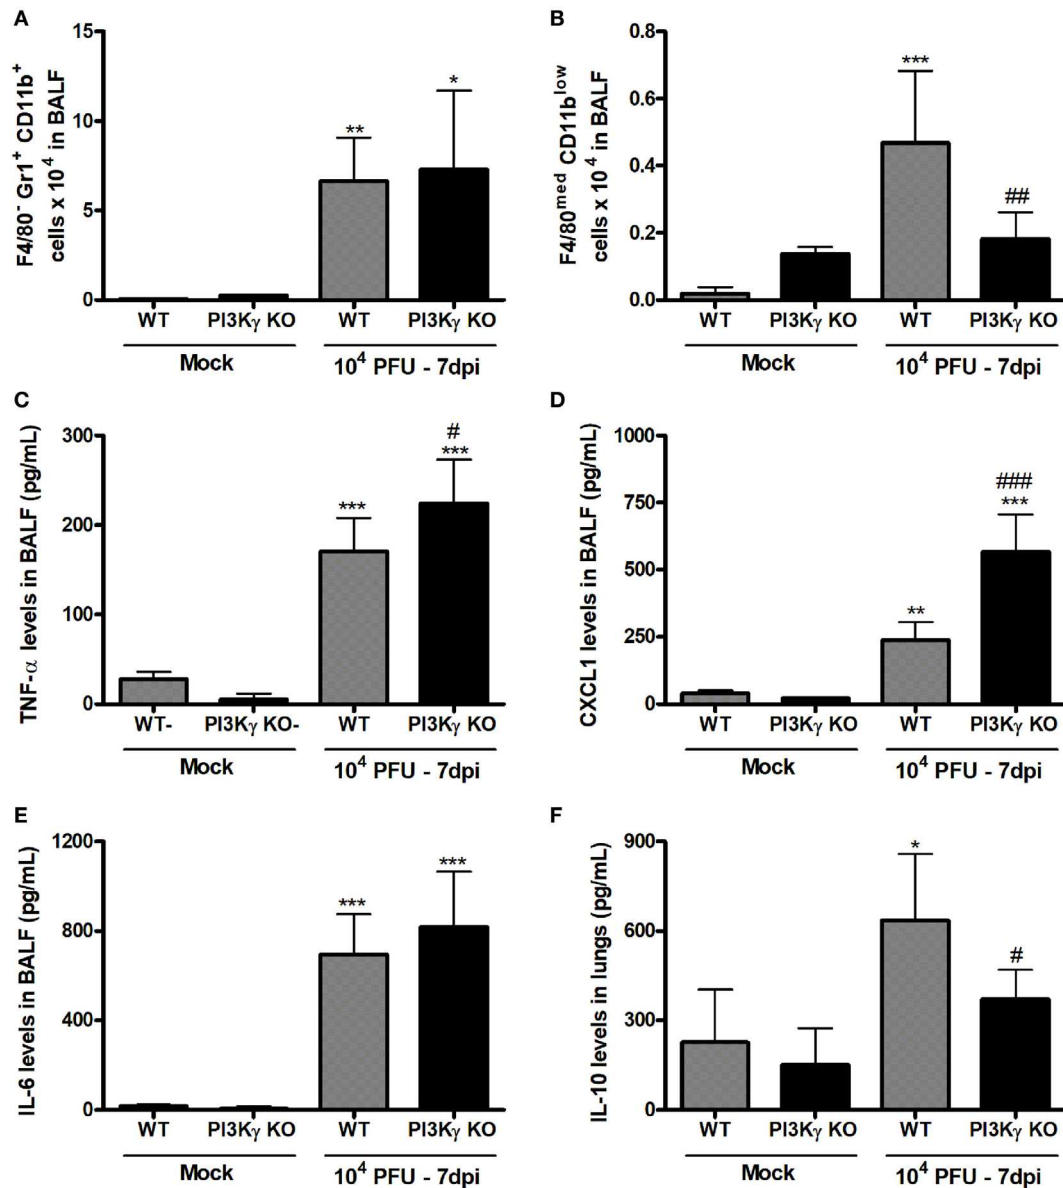 A
F4/80⁻ Gr1⁺ CD11b⁺
cells x 10⁴ in BALF
15
10
5
0
**
*
WT
PI3Kγ KO
WT
PI3Kγ KO
Mock
10⁴ PFU - 7dpi
B
F4/80ᵐᵉᵈ CD11bˡᵒʷ
cells x 10⁴ in BALF
0.8
0.6
0.4
0.2
0.0
***
##
WT
PI3Kγ KO
WT
PI3Kγ KO
Mock
10⁴ PFU - 7dpi
C
TNF-α levels in BALF (pg/mL)
300
200
100
0
***
#
***
WT-
PI3Kγ KO-
WT
PI3Kγ KO
Mock
10⁴ PFU - 7dpi
D
CXCL1 levels in BALF (pg/mL)
1000
750
500
250
0
**
###
***
WT
PI3Kγ KO
WT
PI3Kγ KO
Mock
10⁴ PFU - 7dpi
E
IL-6 levels in BALF (pg/mL)
1200
800
400
0
***
***
WT
PI3Kγ KO
WT
PI3Kγ KO
Mock
10⁴ PFU - 7dpi
F
IL-10 levels in lungs (pg/mL)
900
600
300
0
*
#
WT
PI3Kγ KO
WT
PI3Kγ KO
Mock
10⁴ PFU - 7dpi